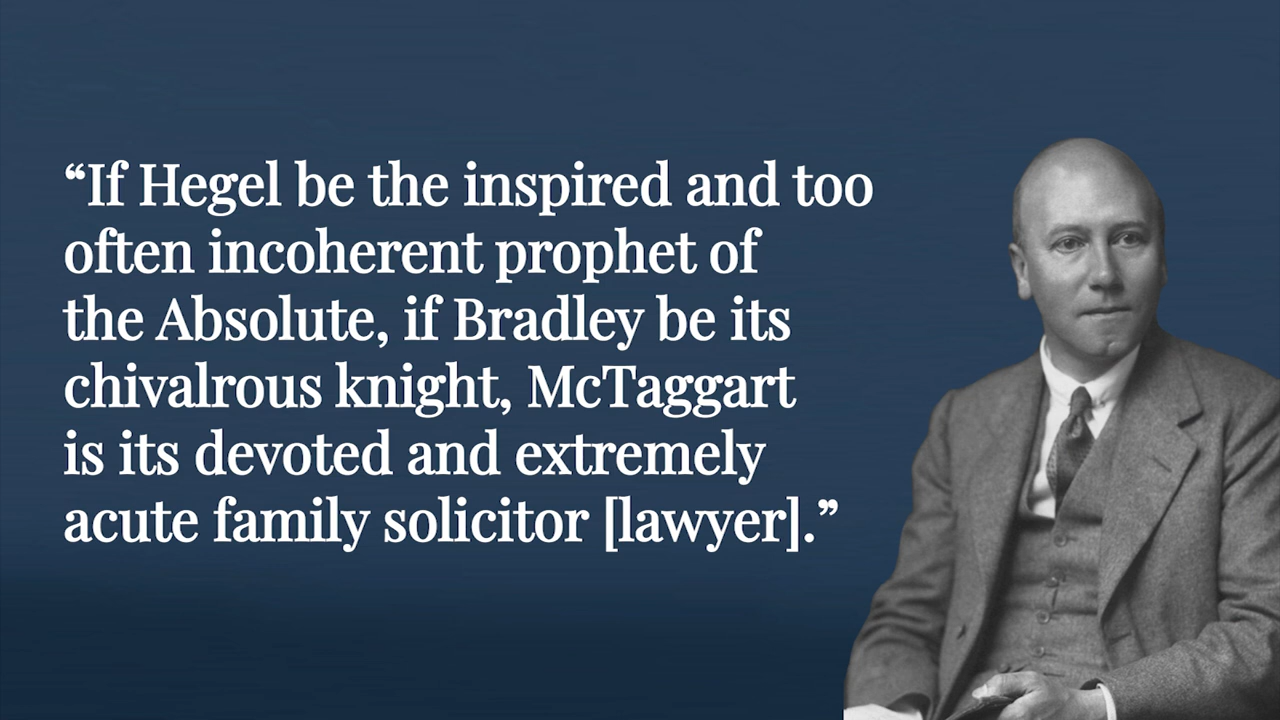 “If Hegel be the inspired and too
often incoherent prophet of
the Absolute, if Bradley be its
chivalrous knight, McTaggart
is its devoted and extremely
acute family solicitor [lawyer].”